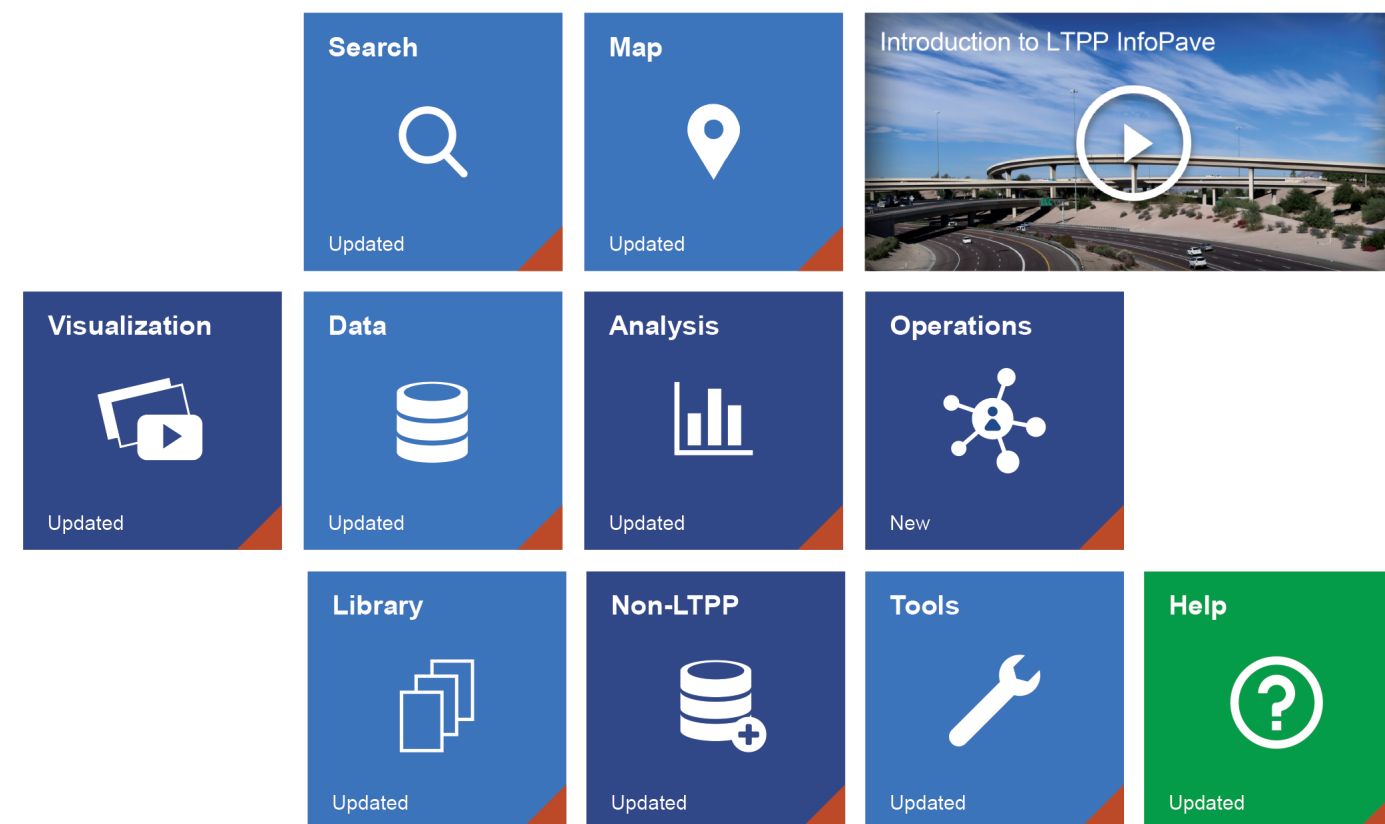 Search
Updated
Map
Updated
Introduction to LTPP InfoPave
Visualization
Updated
Data
Updated
Analysis
Updated
Operations
New
Library
Updated
Non-LTPP
Updated
Tools
Updated
Help
Updated